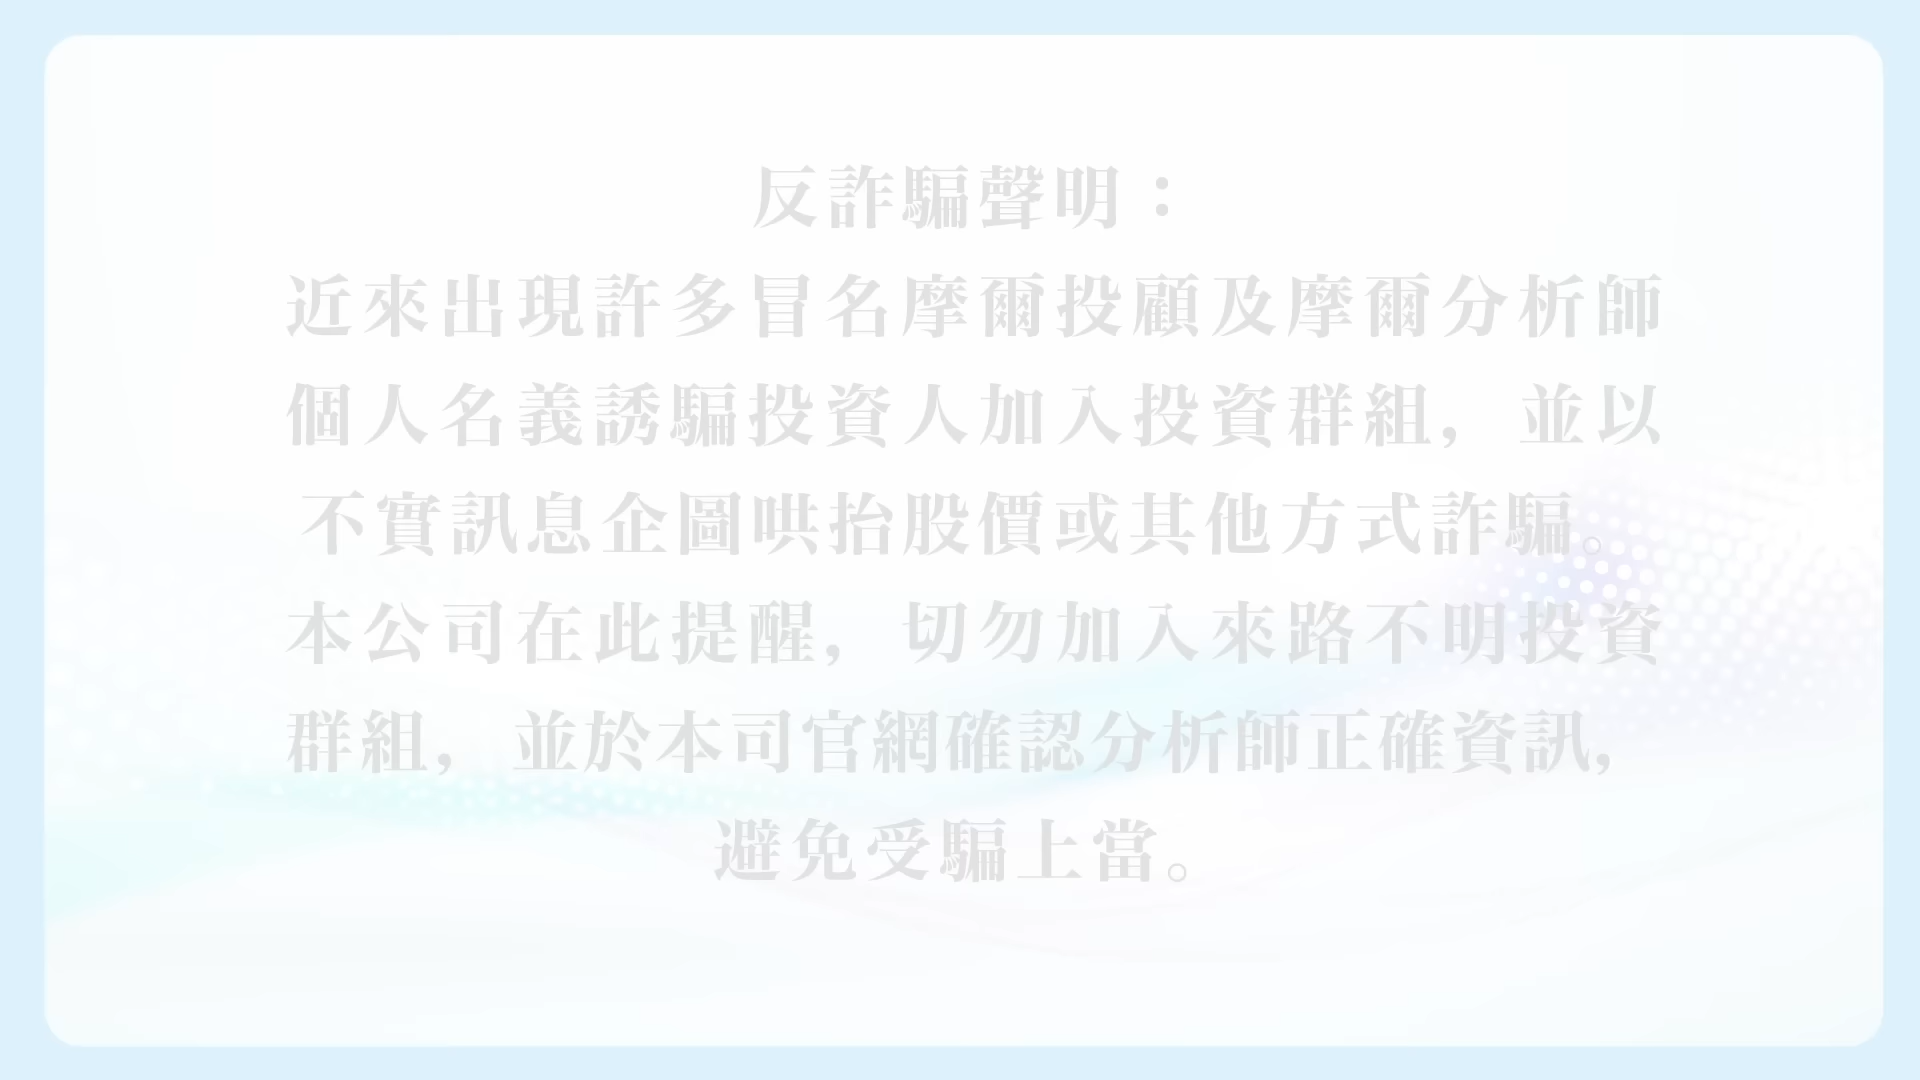 反詐騙聲明：
近來出現許多冒名摩爾投顧及摩爾分析師
個人名義誘騙投資人加入投資群組，並以
不實訊息企圖哄抬股價或其他方式詐騙。
本公司在此提醒，切勿加入來路不明投資
群組，並於本司官網確認分析師正確資訊，
避免受騙上當。